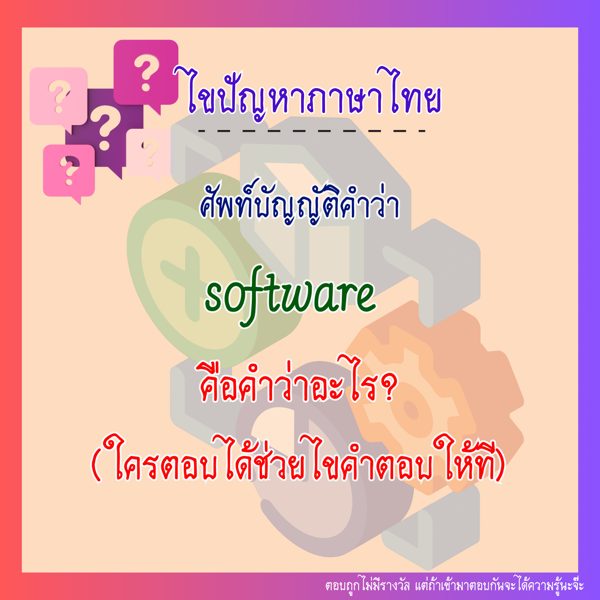 ไขปัญหาภาษาไทย
ศัพท์บัญญัติคำว่า
software
คือคำว่าอะไร?
(ใครตอบได้ช่วยไขคำตอบให้ที)
ตอบถูกไม่มีรางวัล แต่ถ้าเข้ามาตอบกันจะได้ความรู้นะจ๊ะ